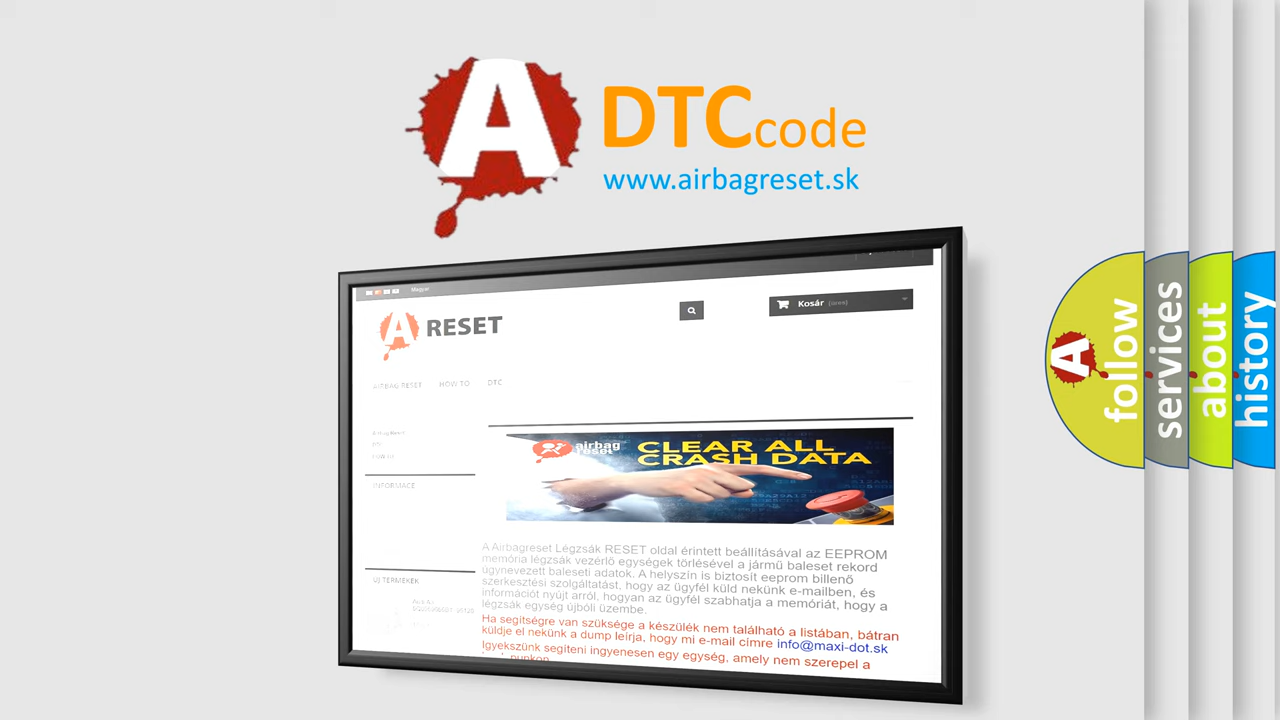 A
DTC code
www.airbagreset.sk
Magyar
A RESET
Kosár (üres)
AIRBAG RESET HOW TO DTC
INFORMACE
airbag
reset
CLEAR ALL
CRASH DATA
A Airbagreset Légzsák RESET oldal érintett beállításával az EEPROM
memória légzsák vezérlő egységek törlésével a jármű baleset rekord
úgynevezett baleseti adatok, A helyszín is biztosít eeprom billenő
szerkesztési szolgáltatást, hogy az ügyfél küld nekünk e-mailben, és
információt nyújt arról, hogyan az ügyfél szabhatja a memóriát, hogy a
légzsák egység újbóli üzembe.
Ha segítségre van szüksége a készülék nem található a listában, bátran
küldje el nekünk a dump leírja, hogy mi e-mail címre info@maxi-dot.sk
Igyekszünk segíteni ingyenesen egy egység, amely nem szerepel a
ÚJ TERMÉKEK
A
follow
services
about
history